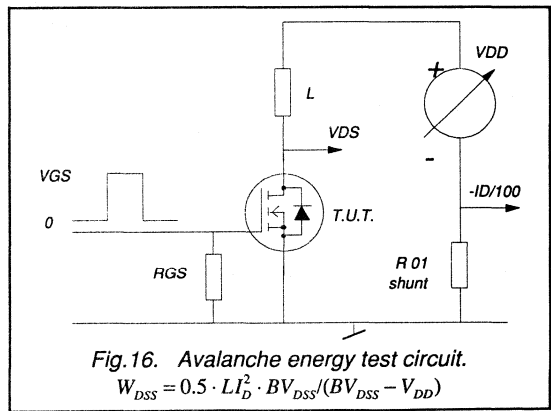 VDD
+
L
VDS
-
VGS
-ID/100
0
T.U.T.
RGS
R 01
shunt
Fig.16. Avalanche energy test circuit.
W_DSS = 0.5 · LI_D^2 · BV_DSS/(BV_DSS − V_DD)